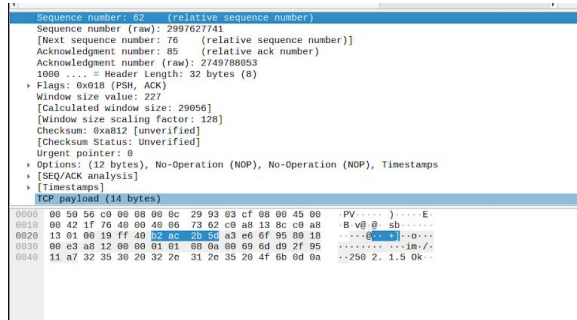 Sequence number: 62 (relative sequence number)
Sequence number (raw): 2997627741
[Next sequence number: 76 (relative sequence number)]
Acknowledgment number: 85 (relative ack number)
Acknowledgment number (raw): 2749788053
1000 .... = Header Length: 32 bytes (8)
Flags: 0x018 (PSH, ACK)
Window size value: 227
[Calculated window size: 29056]
[Window size scaling factor: 128]
Checksum: 0xa812 [unverified]
[Checksum Status: Unverified]
Urgent pointer: 0
Options: (12 bytes), No-Operation (NOP), No-Operation (NOP), Timestamps
[SEQ/ACK analysis]
[Timestamps]
TCP payload (14 bytes)
0000 00 50 56 c0 00 08 00 0c 29 93 03 cf 08 00 45 00 ·PV····· )·····E·
0010 00 42 1f 76 40 00 40 06 73 62 c0 a8 13 8c c0 a8 ·B·v@·@· sb······
0020 13 01 00 19 ff 40 b2 ac 2b 5d a3 e6 6f 95 80 18 ·····@·· +]··o···
0030 00 e3 a8 12 00 00 01 01 08 0a 00 69 6d d9 2f 95 ········ ···im·/·
0040 11 a7 32 35 30 20 32 2e 31 2e 35 20 4f 6b 0d 0a ··250 2. 1.5 Ok··